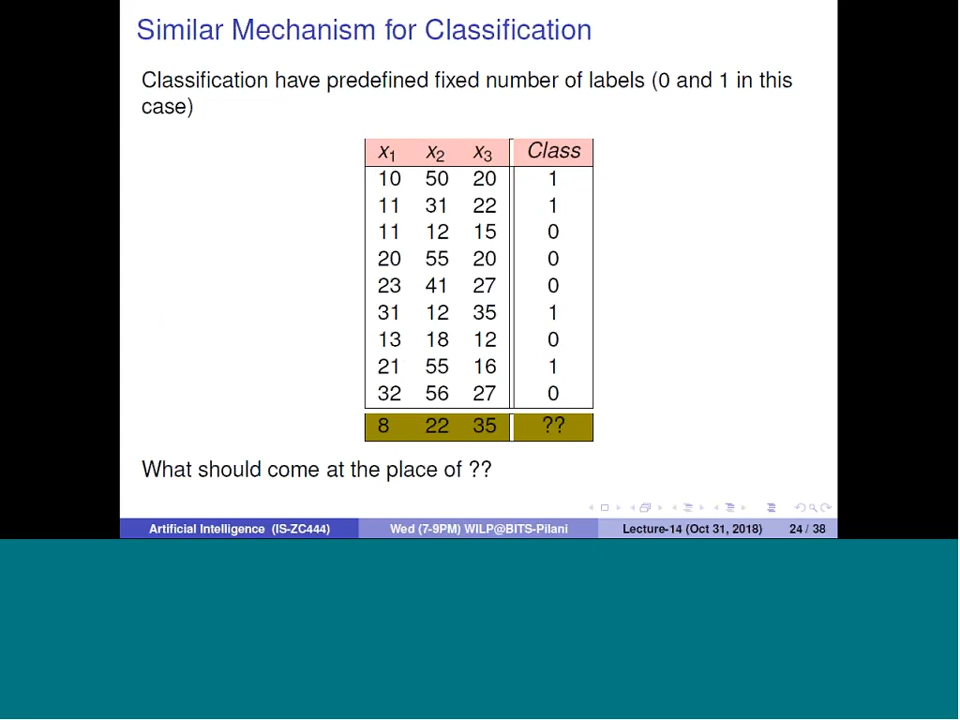 Similar Mechanism for Classification
Classification have predefined fixed number of labels (0 and 1 in this
case)
x1 x2 x3 Class
10 50 20 1
11 31 22 1
11 12 15 0
20 55 20 0
23 41 27 0
31 12 35 1
13 18 12 0
21 55 16 1
32 56 27 0
8 22 35 ??
What should come at the place of ??
Artificial Intelligence (IS-ZC444) Wed (7-9PM) WILP@BITS-Pilani Lecture-14 (Oct 31, 2018) 24 / 38